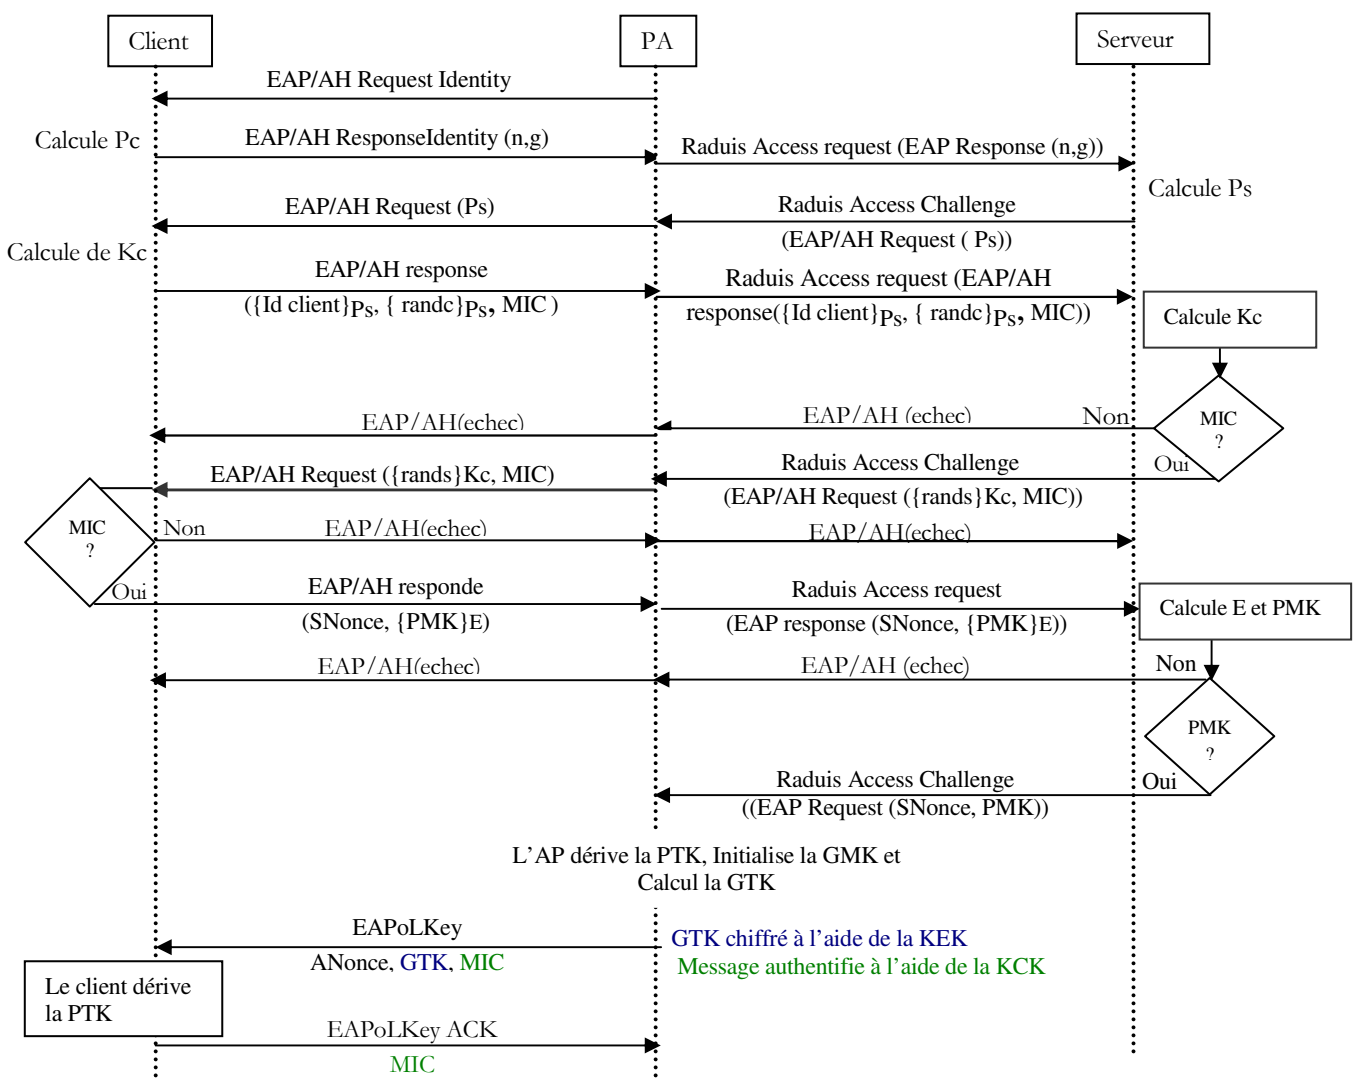 Client
PA
Serveur
EAP/AH Request Identity
Calcule Pc
EAP/AH ResponseIdentity (n,g)
Raduis Access request (EAP Response (n,g))
Calcule Ps
EAP/AH Request (Ps)
Raduis Access Challenge
(EAP/AH Request ( Ps))
Calcule de Kc
EAP/AH response
({Id client}Ps, { randc}Ps, MIC )
Raduis Access request (EAP/AH
response({Id client}Ps, { randc}Ps, MIC))
Calcule Kc
MIC
?
Non
EAP/AH (echec)
EAP/AH(echec)
Oui
Raduis Access Challenge
(EAP/AH Request ({rands}Kc, MIC))
EAP/AH Request ({rands}Kc, MIC)
MIC
?
Non
EAP/AH(echec)
EAP/AH(echec)
Oui
EAP/AH responde
(SNonce, {PMK}E)
Raduis Access request
(EAP response (SNonce, {PMK}E))
Calcule E et PMK
EAP/AH(echec)
EAP/AH (echec)
Non
PMK
?
Oui
Raduis Access Challenge
((EAP Request (SNonce, PMK))
L'AP dérive la PTK, Initialise la GMK et
Calcul la GTK
EAPoLKey
ANonce, GTK, MIC
GTK chiffré à l'aide de la KEK
Message authentifie à l'aide de la KCK
Le client dérive
la PTK
EAPoLKey ACK
MIC